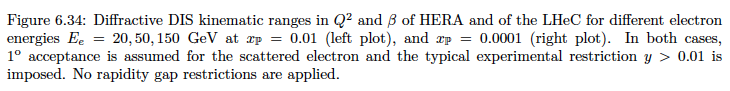 Figure 6.34: Diffractive DIS kinematic ranges in Q² and β of HERA and of the LHeC for different electron
energies Eₑ = 20, 50, 150 GeV at x_ℙ = 0.01 (left plot), and x_ℙ = 0.0001 (right plot). In both cases,
1° acceptance is assumed for the scattered electron and the typical experimental restriction y > 0.01 is
imposed. No rapidity gap restrictions are applied.